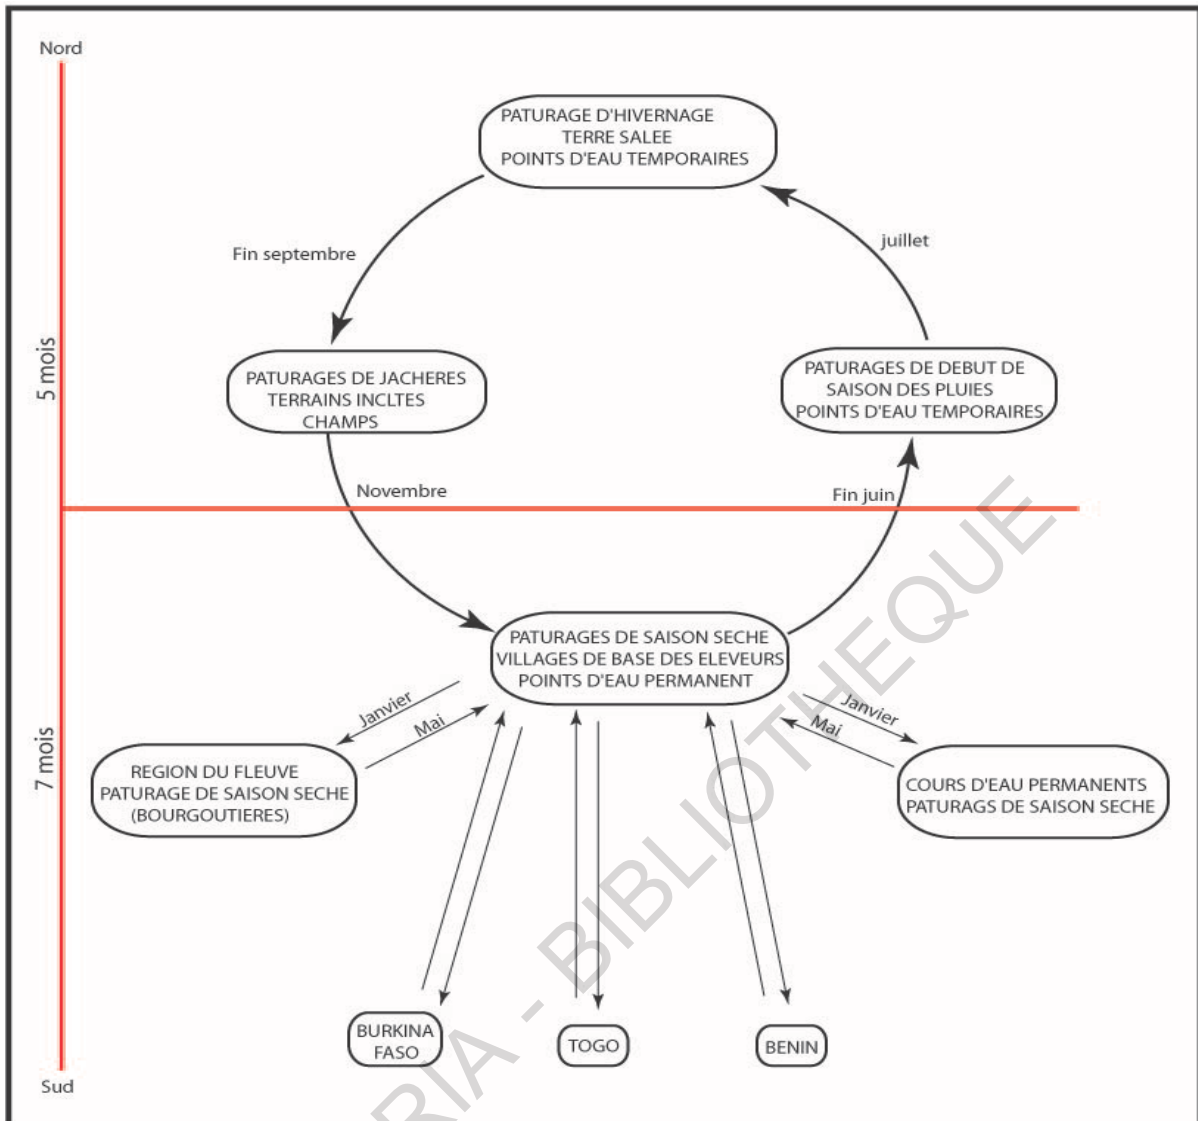 Nord
PATURAGE D'HIVERNAGE
TERRE SALEE
POINTS D'EAU TEMPORAIRES
Fin septembre
juillet
5 mois
PATURAGES DE JACHERES
TERRAINS INCLTES
CHAMPS
PATURAGES DE DEBUT DE
SAISON DES PLUIES
POINTS D'EAU TEMPORAIRES
Novembre
Fin juin
PATURAGES DE SAISON SECHE
VILLAGES DE BASE DES ELEVEURS
POINTS D'EAU PERMANENT
Janvier
Mai
Janvier
Mai
7 mois
REGION DU FLEUVE
PATURAGE DE SAISON SECHE
(BOURGOUTIERES)
COURS D'EAU PERMANENTS
PATURAGS DE SAISON SECHE
BURKINA
FASO
TOGO
BENIN
Sud
RIA - BIBLIOTHEQUE